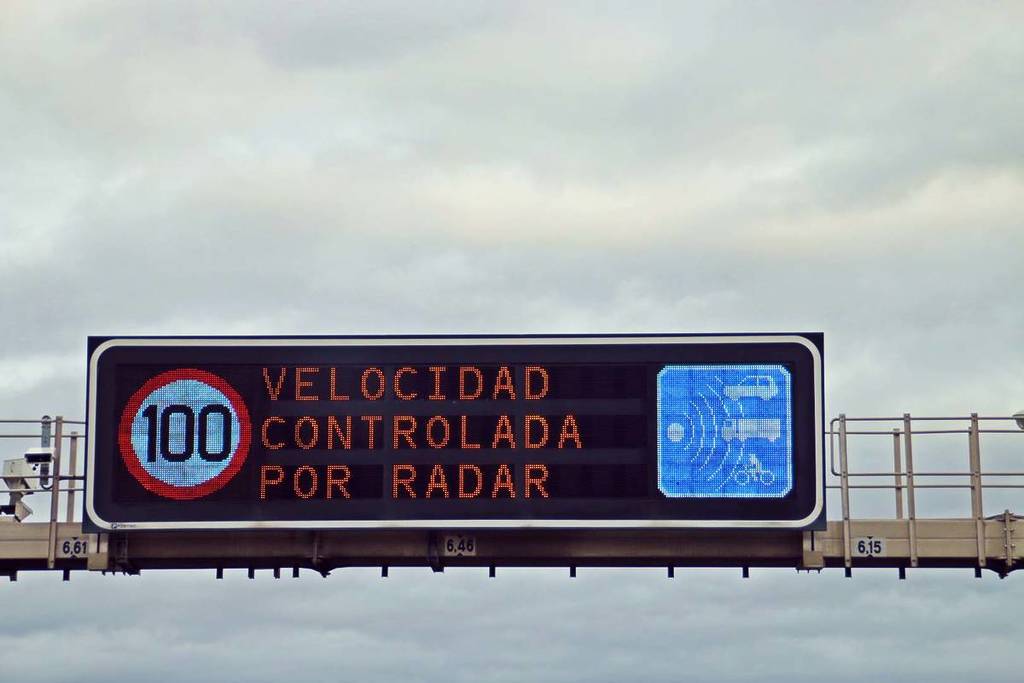 100
VELOCIDAD
CONTROLADA
POR RADAR
6,61
6,46
6,15